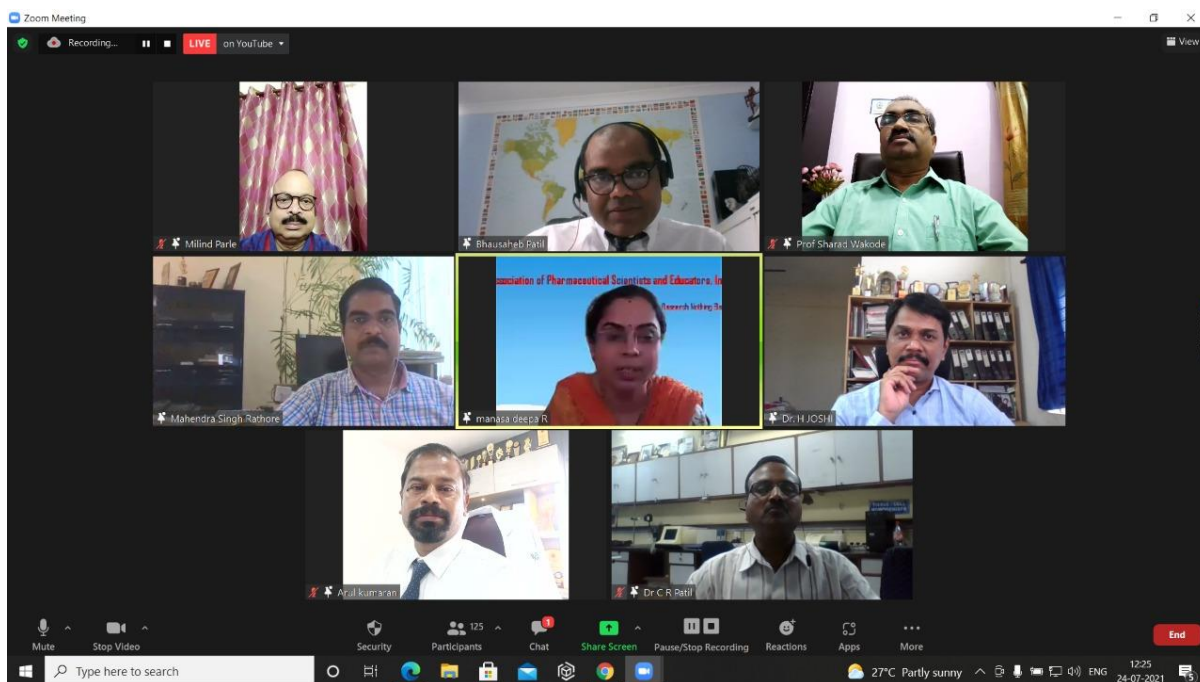 Zoom Meeting
Recording...
LIVE on YouTube
View
Milind Parle
Bhausaheb Patil
Prof Sharad Wakode
Association of Pharmaceutical Scientists and Educators, In
Mahendra Singh Rathore
manasa deepa R
Dr. H JOSHI
Arul kumaran
Dr C R Patil
Mute
Stop Video
Security
125
Participants
1
Chat
Share Screen
Pause/Stop Recording
Reactions
Apps
More
End
Type here to search
27°C Partly sunny
ENG
12:25
24-07-2021
5